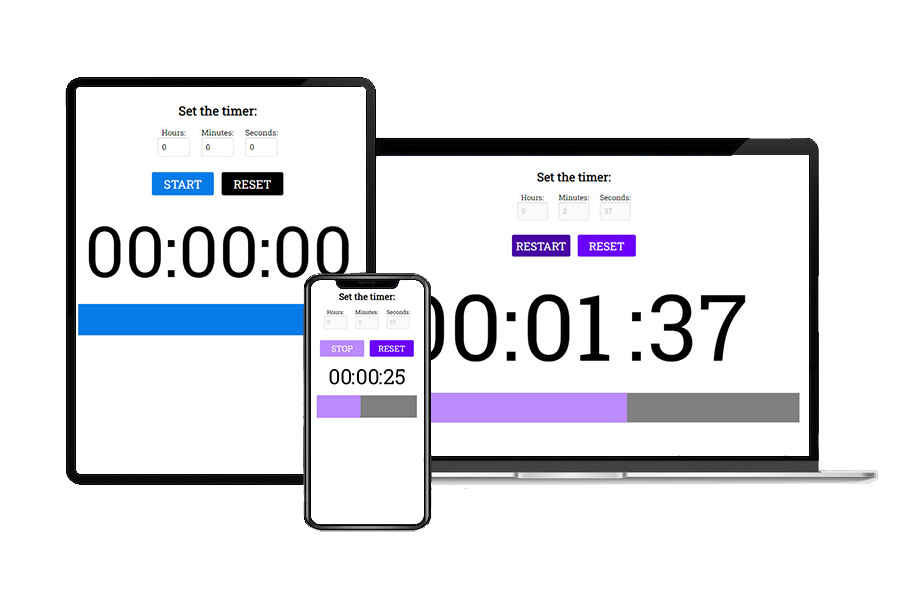 Set the timer:
Hours: Minutes: Seconds:
0 0 0
START RESET
00:00:00
Set the timer:
Hours: Minutes: Seconds:
0 2 37
RESTART RESET
00:01:37
Set the timer:
Hours: Minutes: Seconds:
0 0 37
STOP RESET
00:00:25